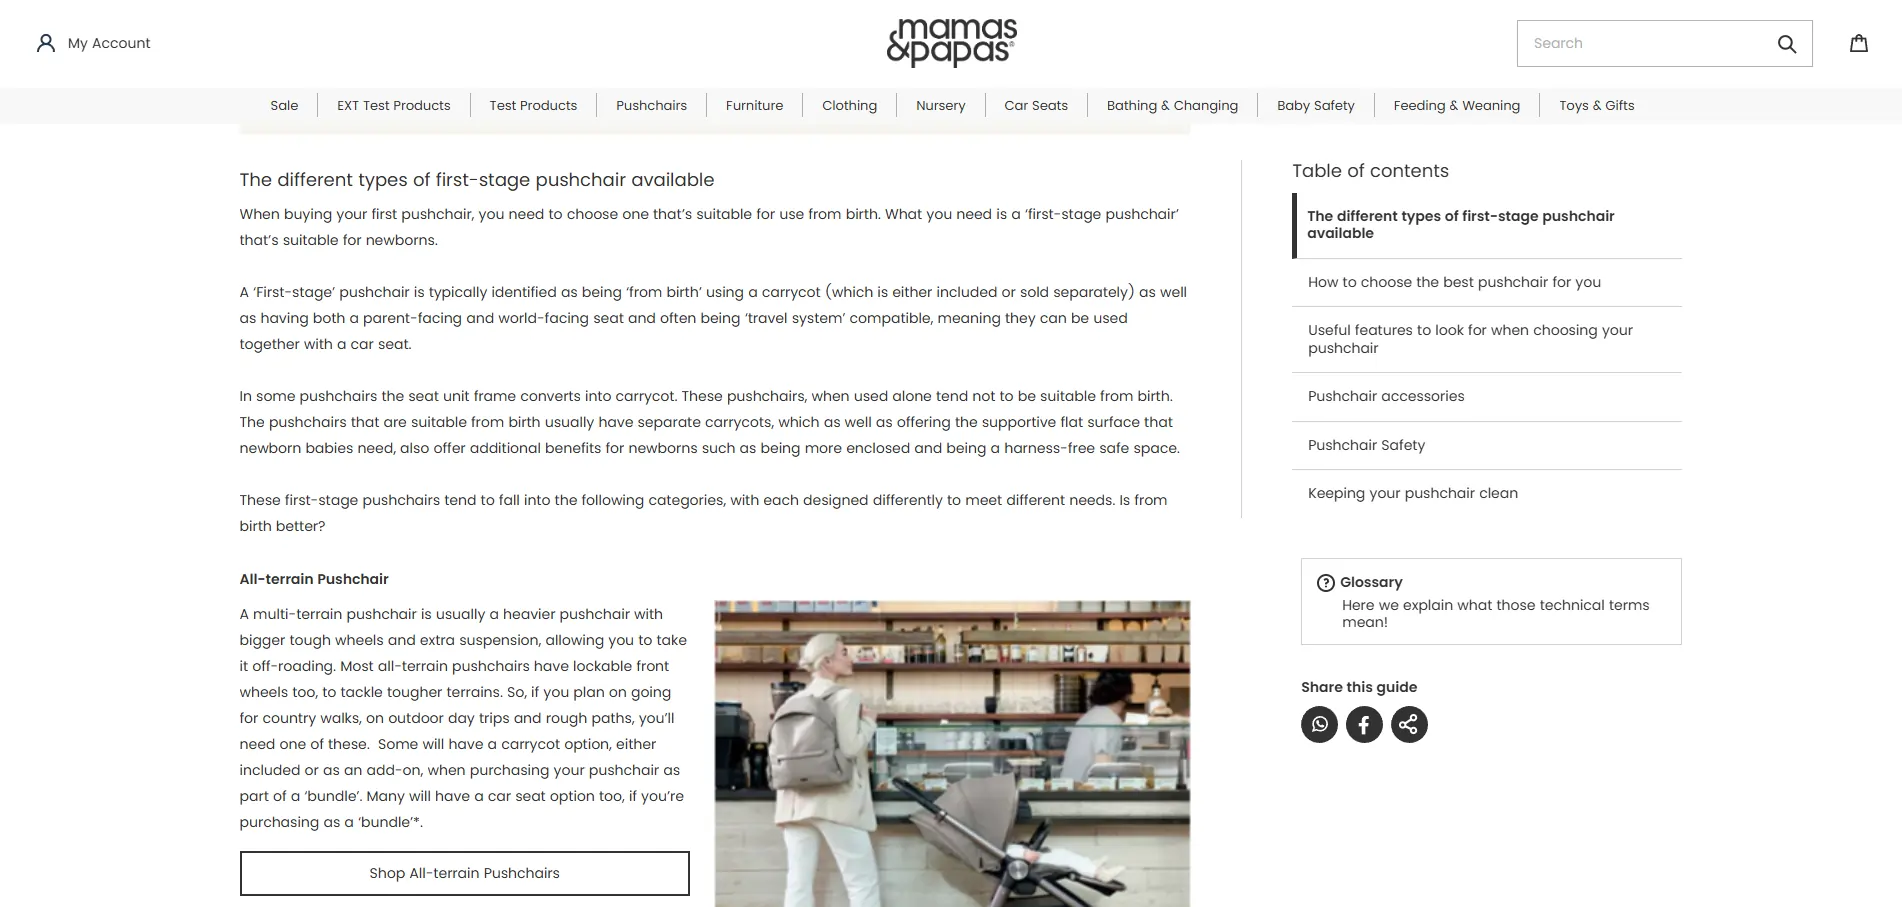 My Account
mamas
&papas®
Search
Sale
EXT Test Products
Test Products
Pushchairs
Furniture
Clothing
Nursery
Car Seats
Bathing & Changing
Baby Safety
Feeding & Weaning
Toys & Gifts
The different types of first-stage pushchair available
When buying your first pushchair, you need to choose one that’s suitable for use from birth. What you need is a ‘first-stage pushchair’
that’s suitable for newborns.
A ‘First-stage’ pushchair is typically identified as being ‘from birth’ using a carrycot (which is either included or sold separately) as well
as having both a parent-facing and world-facing seat and often being ‘travel system’ compatible, meaning they can be used
together with a car seat.
In some pushchairs the seat unit frame converts into carrycot. These pushchairs, when used alone tend not to be suitable from birth.
The pushchairs that are suitable from birth usually have separate carrycots, which as well as offering the supportive flat surface that
newborn babies need, also offer additional benefits for newborns such as being more enclosed and being a harness-free safe space.
These first-stage pushchairs tend to fall into the following categories, with each designed differently to meet different needs. Is from
birth better?
All-terrain Pushchair
A multi-terrain pushchair is usually a heavier pushchair with
bigger tough wheels and extra suspension, allowing you to take
it off-roading. Most all-terrain pushchairs have lockable front
wheels too, to tackle tougher terrains. So, if you plan on going
for country walks, on outdoor day trips and rough paths, you’ll
need one of these.  Some will have a carrycot option, either
included or as an add-on, when purchasing your pushchair as
part of a ‘bundle’. Many will have a car seat option too, if you’re
purchasing as a ‘bundle’*.
Shop All-terrain Pushchairs
Table of contents
The different types of first-stage pushchair
available
How to choose the best pushchair for you
Useful features to look for when choosing your
pushchair
Pushchair accessories
Pushchair Safety
Keeping your pushchair clean
Glossary
Here we explain what those technical terms
mean!
Share this guide